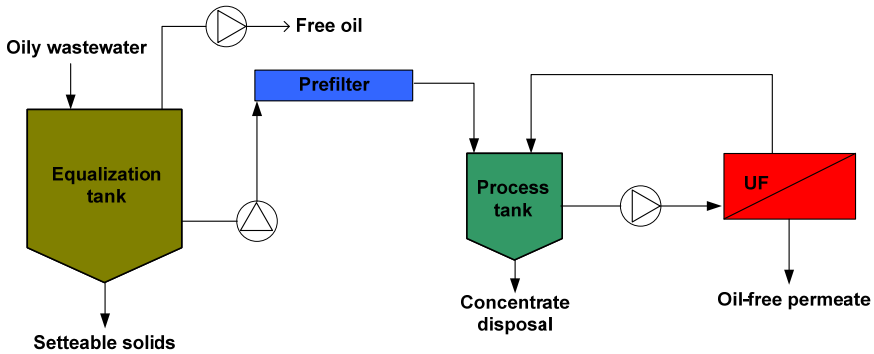 Free oil
Oily wastewater
Prefilter
Equalization
tank
Process
tank
UF
Concentrate
disposal
Oil-free permeate
Setteable solids